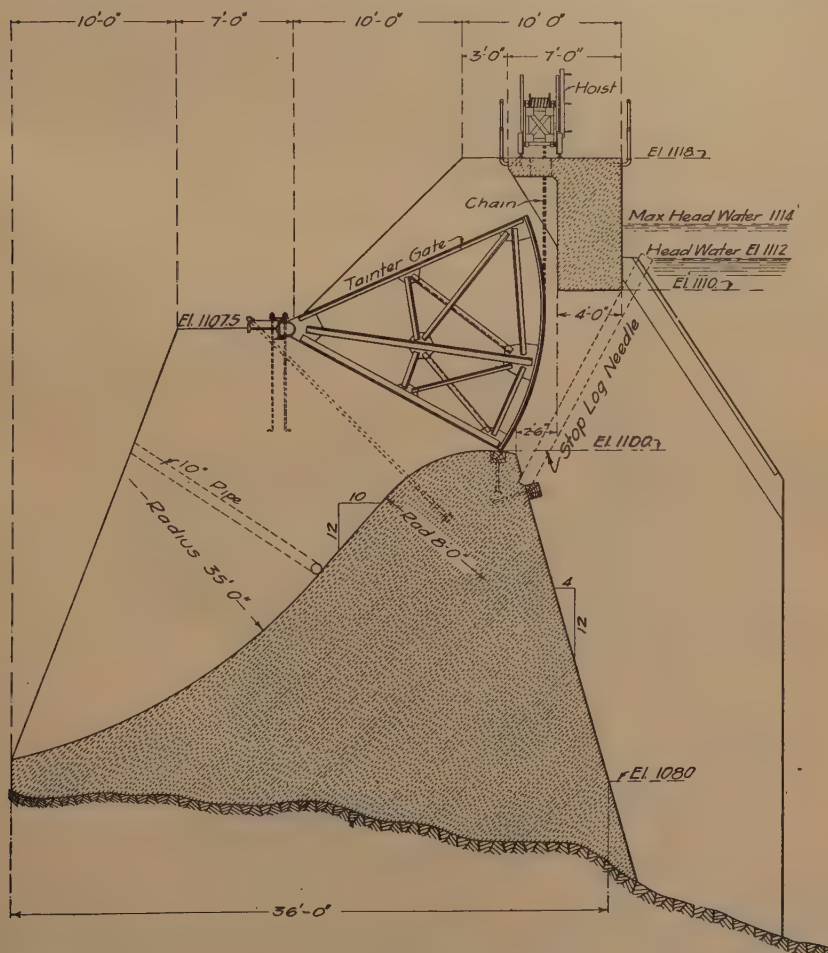 10'-0"
7'-0"
10'-0"
10' 0"
3'-0"
7'-0"
Hoist
El. 1118
Chain
Max Head Water 1114'
Tainter Gate
Head Water El 1112
El. 1110
El. 1107.5
4'-0"
Stop Log Needle
2'-6"
El. 1100
10" Pipe
10
12
Rad 8'-0"
Radius 35'-0"
4
12
El. 1080
36'-0"